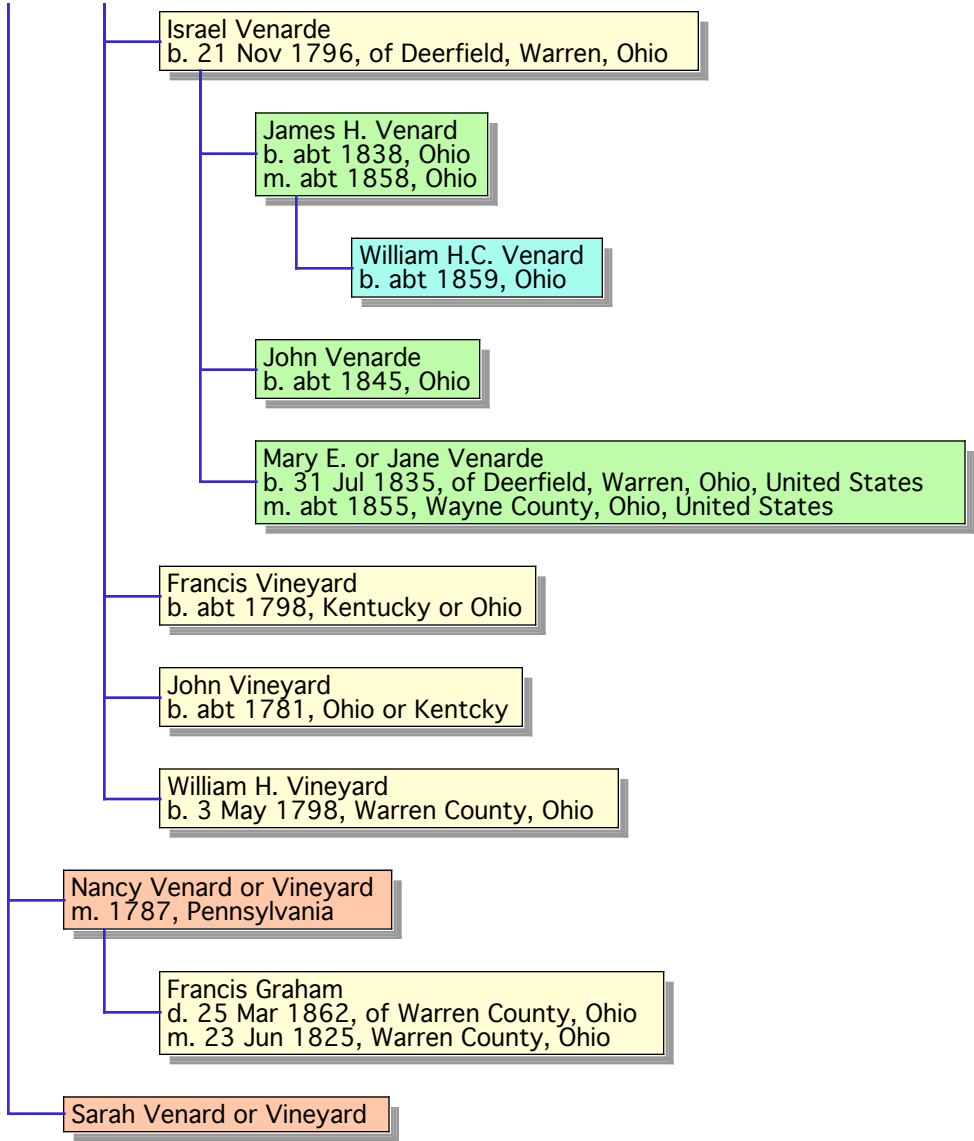 Israel Venarde
b. 21 Nov 1796, of Deerfield, Warren, Ohio
James H. Venard
b. abt 1838, Ohio
m. abt 1858, Ohio
William H.C. Venard
b. abt 1859, Ohio
John Venarde
b. abt 1845, Ohio
Mary E. or Jane Venarde
b. 31 Jul 1835, of Deerfield, Warren, Ohio, United States
m. abt 1855, Wayne County, Ohio, United States
Francis Vineyard
b. abt 1798, Kentucky or Ohio
John Vineyard
b. abt 1781, Ohio or Kentcky
William H. Vineyard
b. 3 May 1798, Warren County, Ohio
Nancy Venard or Vineyard
m. 1787, Pennsylvania
Francis Graham
d. 25 Mar 1862, of Warren County, Ohio
m. 23 Jun 1825, Warren County, Ohio
Sarah Venard or Vineyard